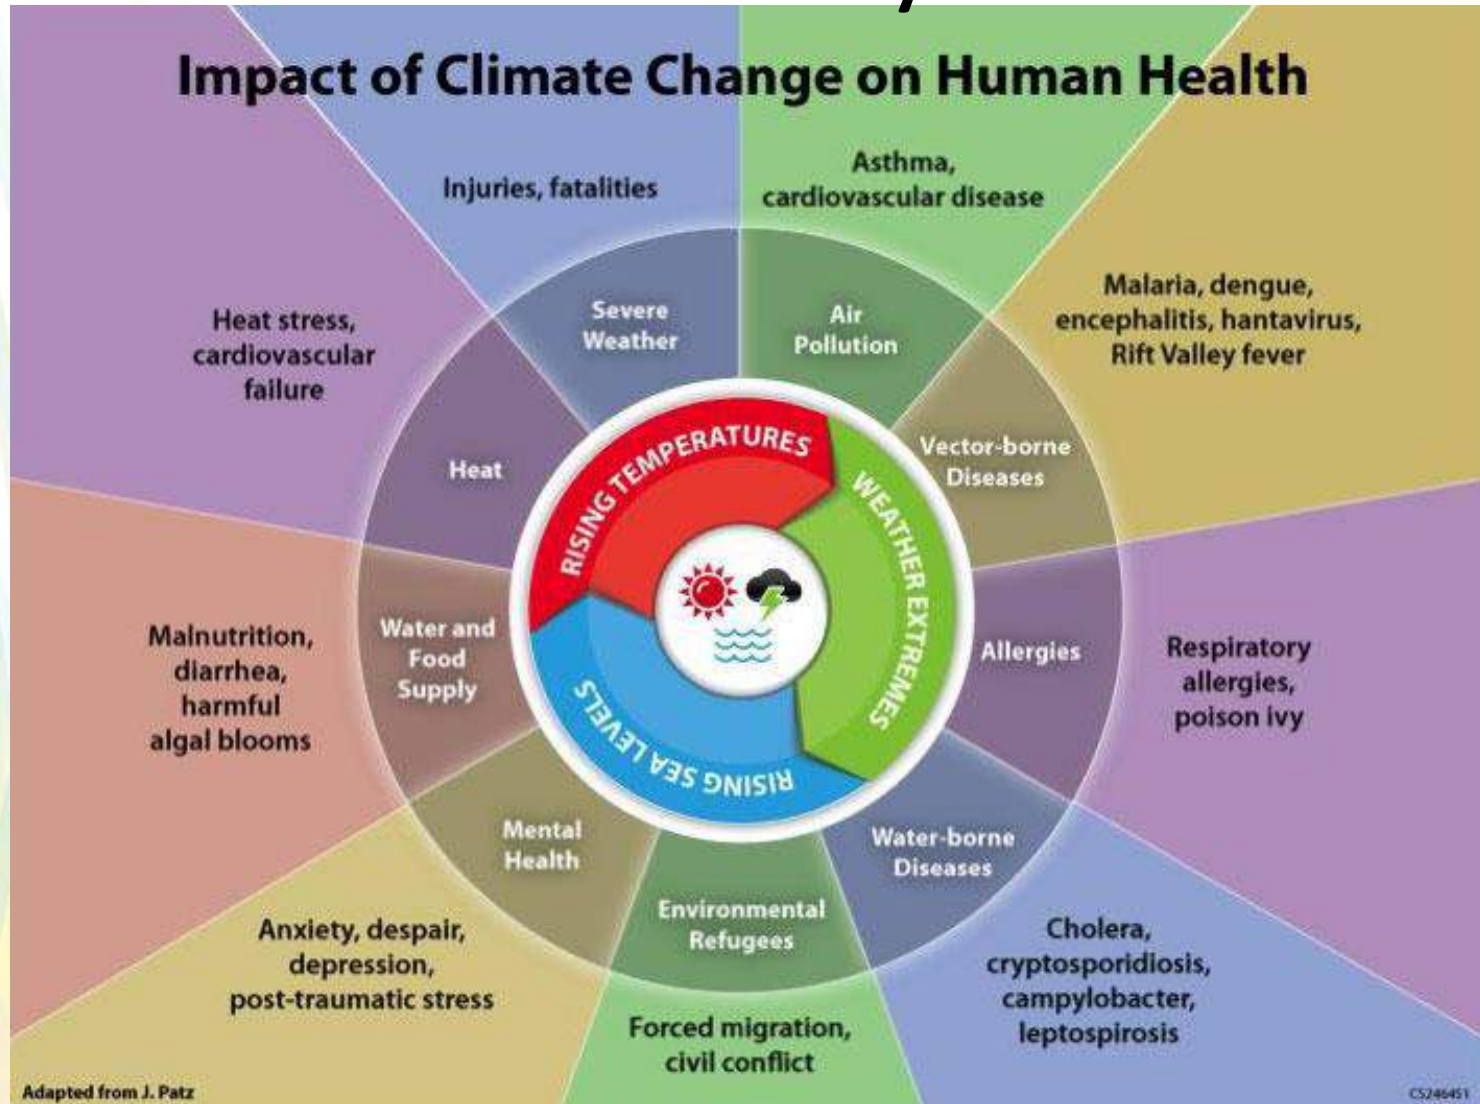 Impact of Climate Change on Human Health
Injuries, fatalities
Asthma,
cardiovascular disease
Malaria, dengue,
encephalitis, hantavirus,
Rift Valley fever
Heat stress,
cardiovascular
failure
Severe
Weather
Air
Pollution
Heat
Vector-borne
Diseases
RISING TEMPERATURES
WEATHER EXTREMES
RISING SEA LEVELS
Water and
Food
Supply
Allergies
Malnutrition,
diarrhea,
harmful
algal blooms
Respiratory
allergies,
poison ivy
Mental
Health
Environmental
Refugees
Water-borne
Diseases
Anxiety, despair,
depression,
post-traumatic stress
Forced migration,
civil conflict
Cholera,
cryptosporidiosis,
campylobacter,
leptospirosis
Adapted from J. Patz
CS246451